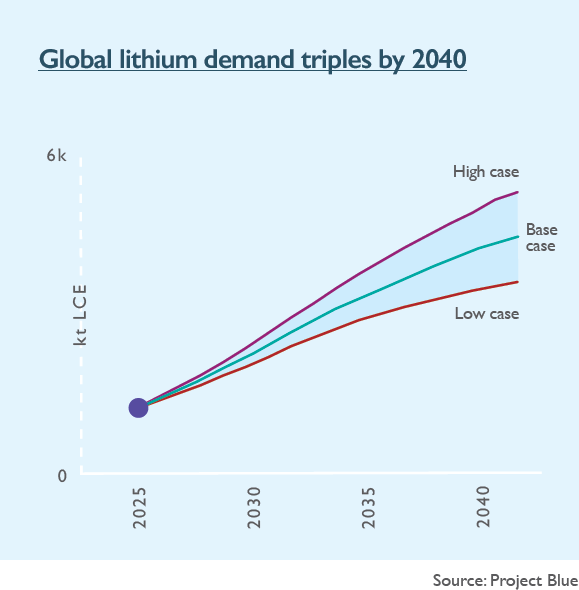 Global lithium demand triples by 2040
6k
High case
Base
case
kt LCE
Low case
0
2025
2030
2035
2040
Source: Project Blue